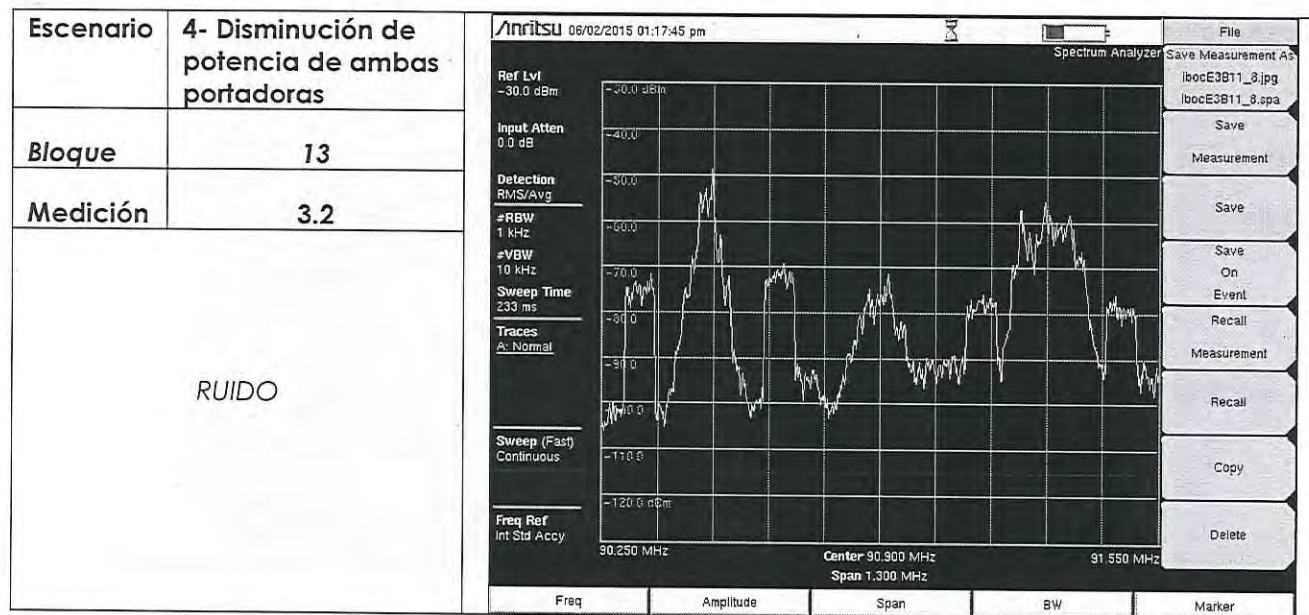 Escenario
4- Disminución de
potencia de ambas
portadoras
Bloque
13
Medición
3.2
RUIDO
Anritsu 06/02/2015 01:17:45 pm
Spectrum Analyzer
Ref Lvl
-30.0 dBm
Input Atten
0.0 dB
Detection
RMS/Avg
#RBW
1 kHz
#VBW
10 kHz
Sweep Time
233 ms
Traces
A: Normal
Sweep (Fast)
Continuous
Freq Ref
Int Std Accy
-30.0 dBm
-40.0
-50.0
-60.0
-70.0
-80.0
-90.0
-110.0
-120.0 dBm
90.250 MHz
Center 90.900 MHz
91.550 MHz
Span 1.300 MHz
File
Save Measurement As
ibocE3B11_8.jpg
ibocE3B11_8.spa
Save
Measurement
Save
Save
On
Event
Recall
Measurement
Recall
Copy
Delete
Freq
Amplitude
Span
BW
Marker